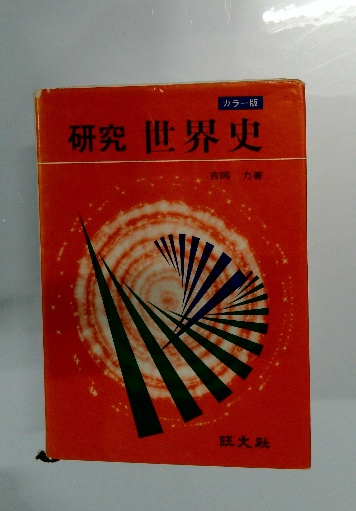 カラー版
研究 世界史
吉岡 力著
旺文社